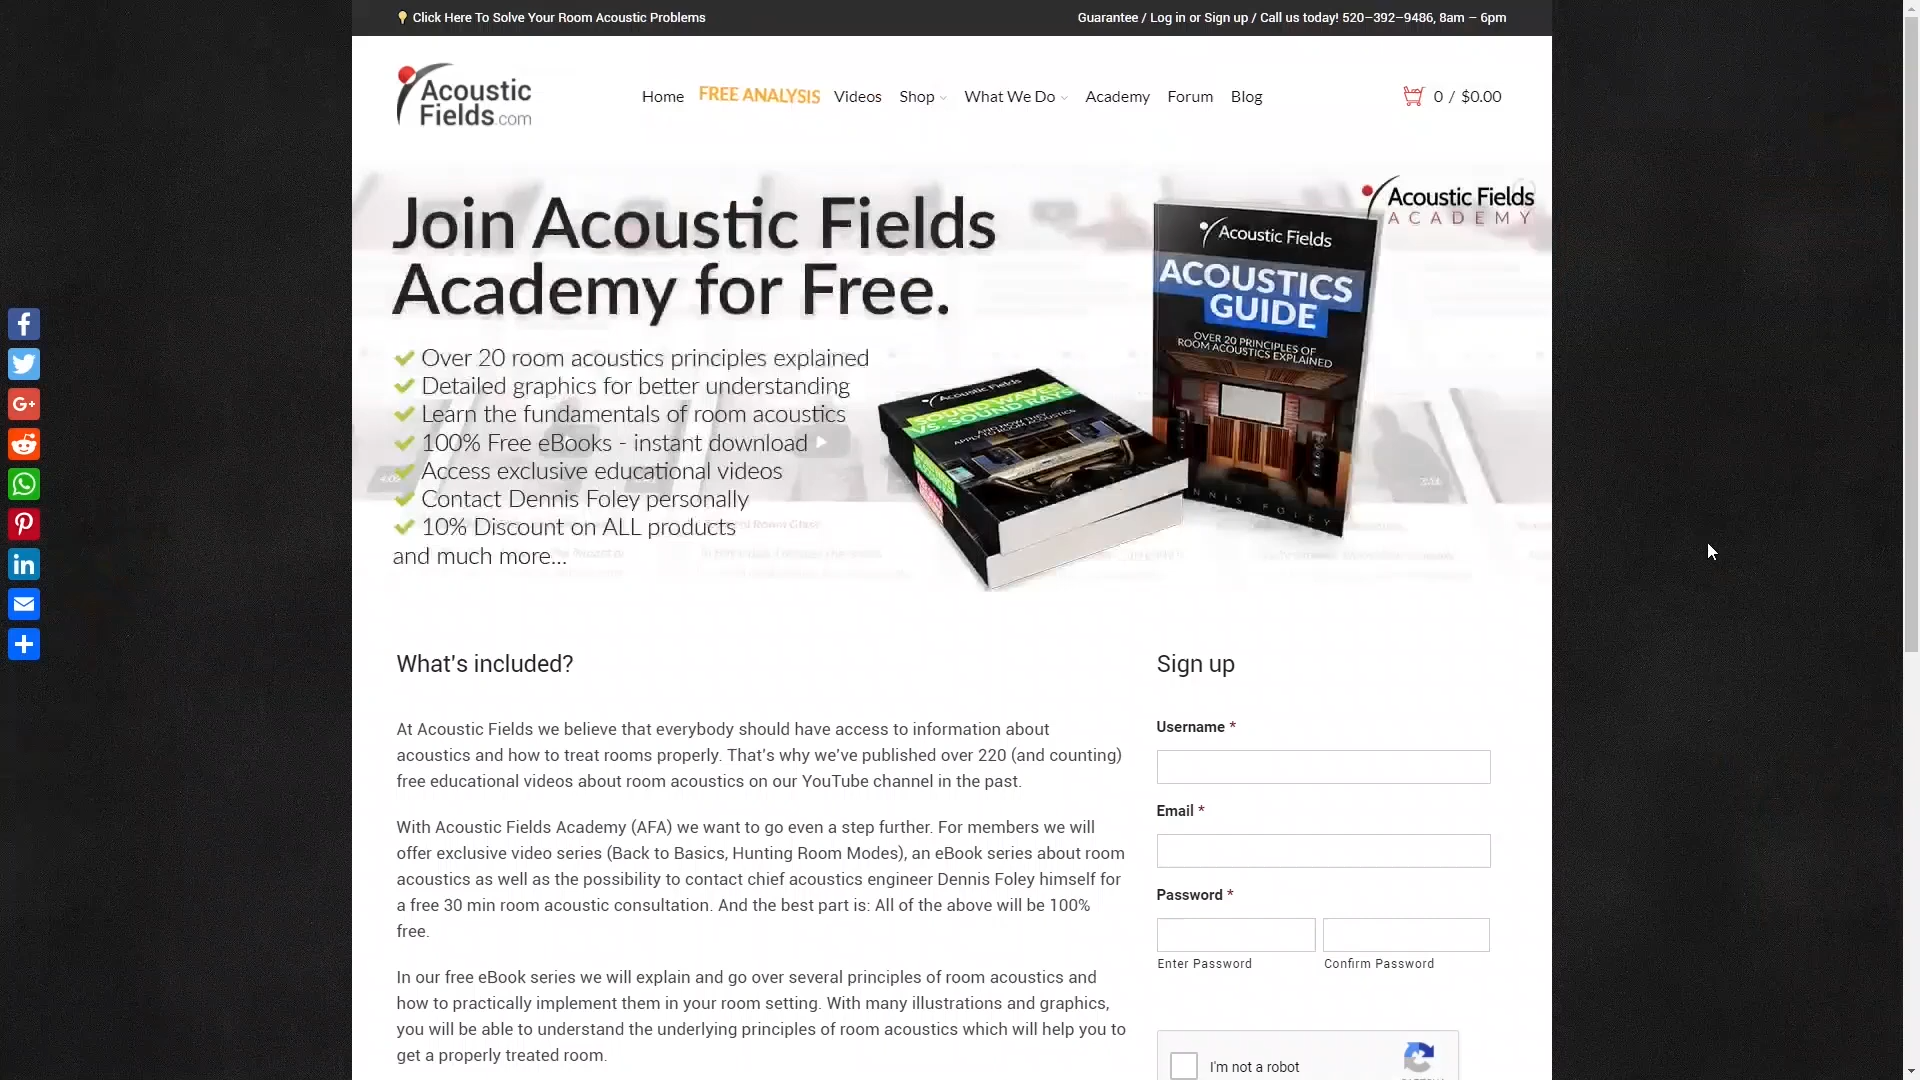 Click Here To Solve Your Room Acoustic Problems
Guarantee / Log in or Sign up / Call us today! 520–392–9486, 8am – 6pm
Acoustic
Fields.com
Home FREE ANALYSIS Videos Shop What We Do Academy Forum Blog
0 / $0.00
Join Acoustic Fields
Academy for Free.
Over 20 room acoustics principles explained
Detailed graphics for better understanding
Learn the fundamentals of room acoustics
100% Free eBooks - instant download
Access exclusive educational videos
Contact Dennis Foley personally
10% Discount on ALL products
and much more...
Acoustic Fields
ACADEMY
Acoustic Fields
ACOUSTICS
GUIDE
OVER 20 PRINCIPLES OF
ROOM ACOUSTICS EXPLAINED
Acoustic Fields
SOUND WAVES
VS. SOUND RAYS
AND HOW THEY
APPLY TO ROOM ACOUSTICS
What's included?
At Acoustic Fields we believe that everybody should have access to information about
acoustics and how to treat rooms properly. That's why we've published over 220 (and counting)
free educational videos about room acoustics on our YouTube channel in the past.
With Acoustic Fields Academy (AFA) we want to go even a step further. For members we will
offer exclusive video series (Back to Basics, Hunting Room Modes), an eBook series about room
acoustics as well as the possibility to contact chief acoustics engineer Dennis Foley himself for
a free 30 min room acoustic consultation. And the best part is: All of the above will be 100%
free.
In our free eBook series we will explain and go over several principles of room acoustics and
how to practically implement them in your room setting. With many illustrations and graphics,
you will be able to understand the underlying principles of room acoustics which will help you to
get a properly treated room.
Sign up
Username *
Email *
Password *
Enter Password Confirm Password
I'm not a robot